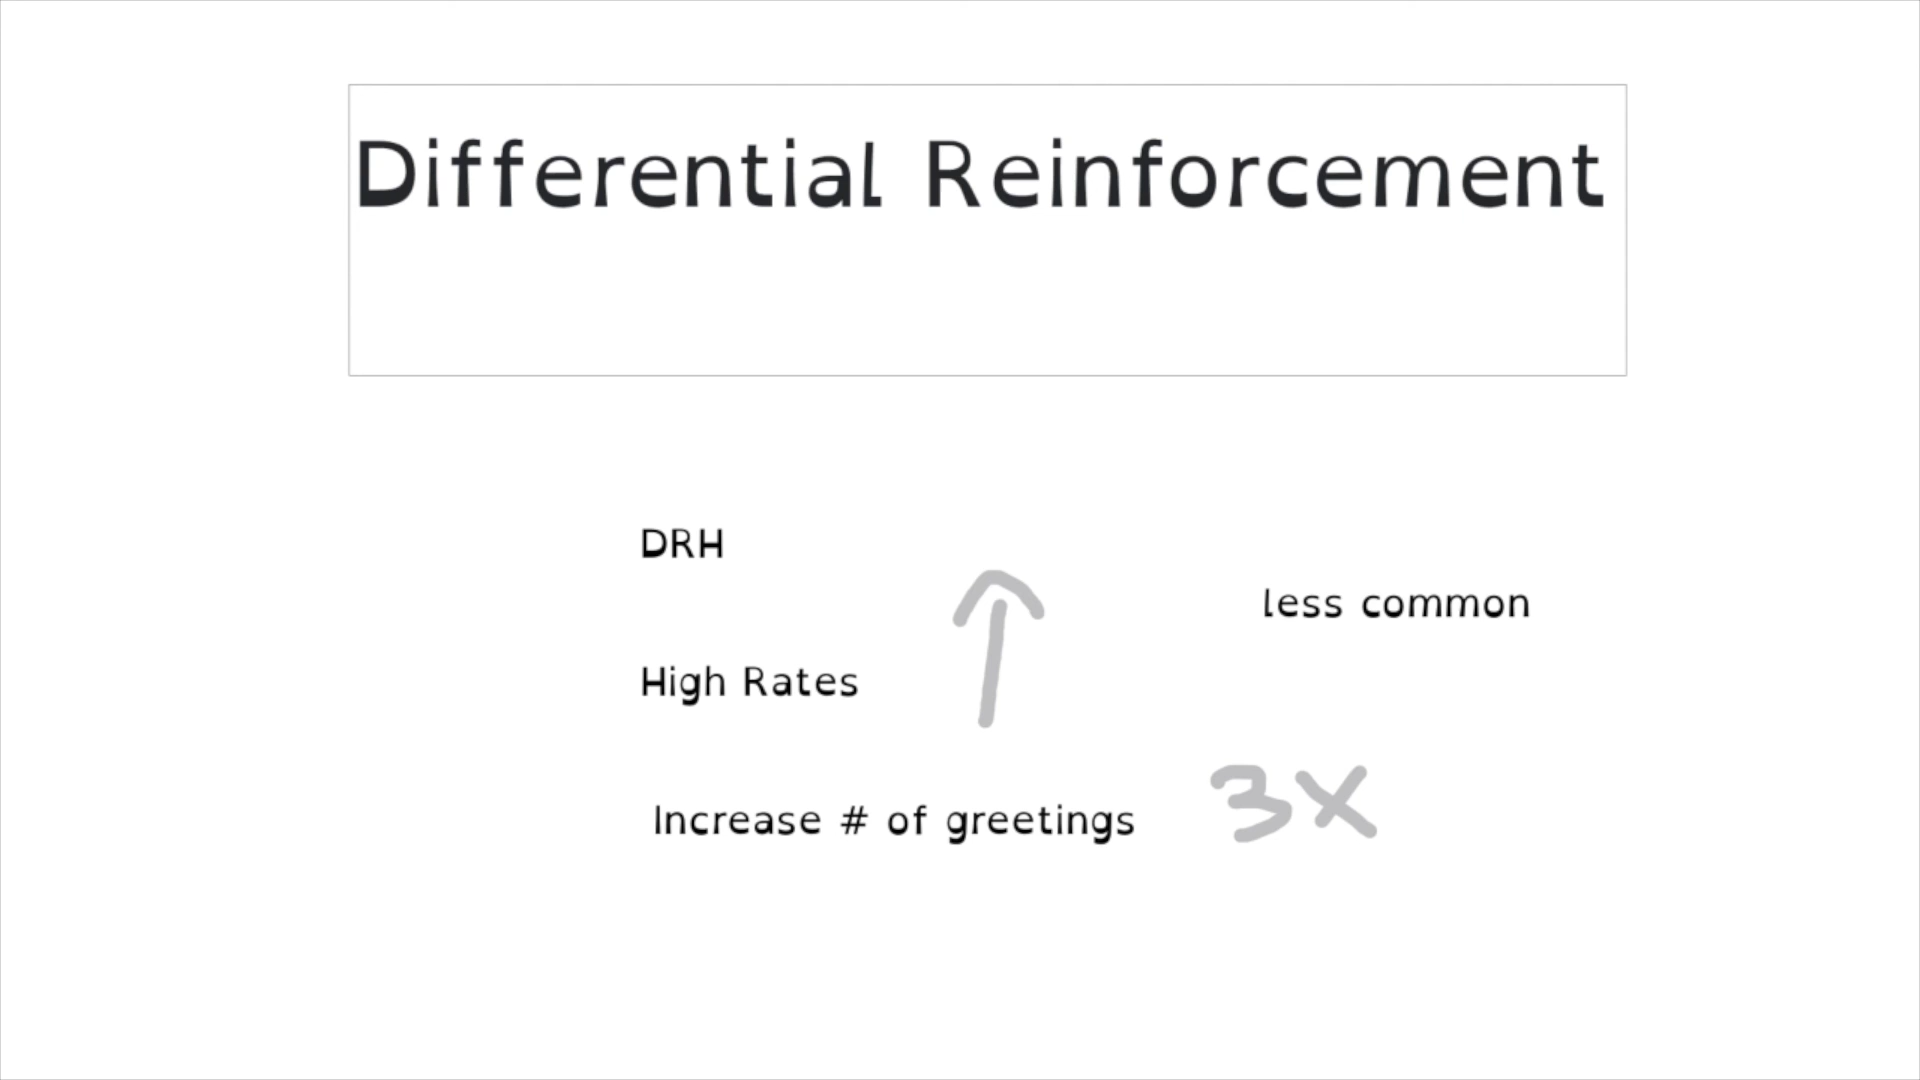 Differential Reinforcement
DRH
less common
High Rates
Increase # of greetings 3X